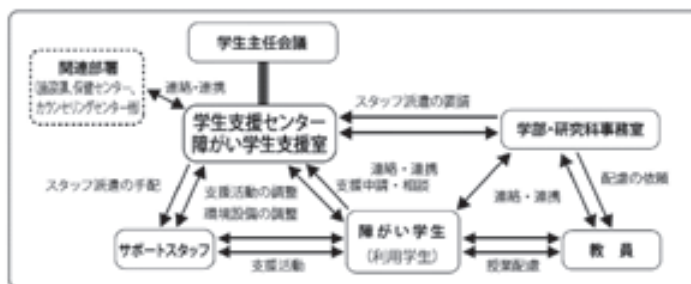 学生主任会議
関連部署
(施設課、保健センター、
カウンセリングセンター他)
連絡・連携
学生支援センター
障がい学生支援室
スタッフ派遣の要請
学部・研究科事務室
スタッフ派遣の手配
支援活動の調整
環境設備の調整
連絡・連携
支援申請・相談
連絡・連携
配慮の依頼
サポートスタッフ
支援活動
障がい学生
(利用学生)
授業配慮
教員